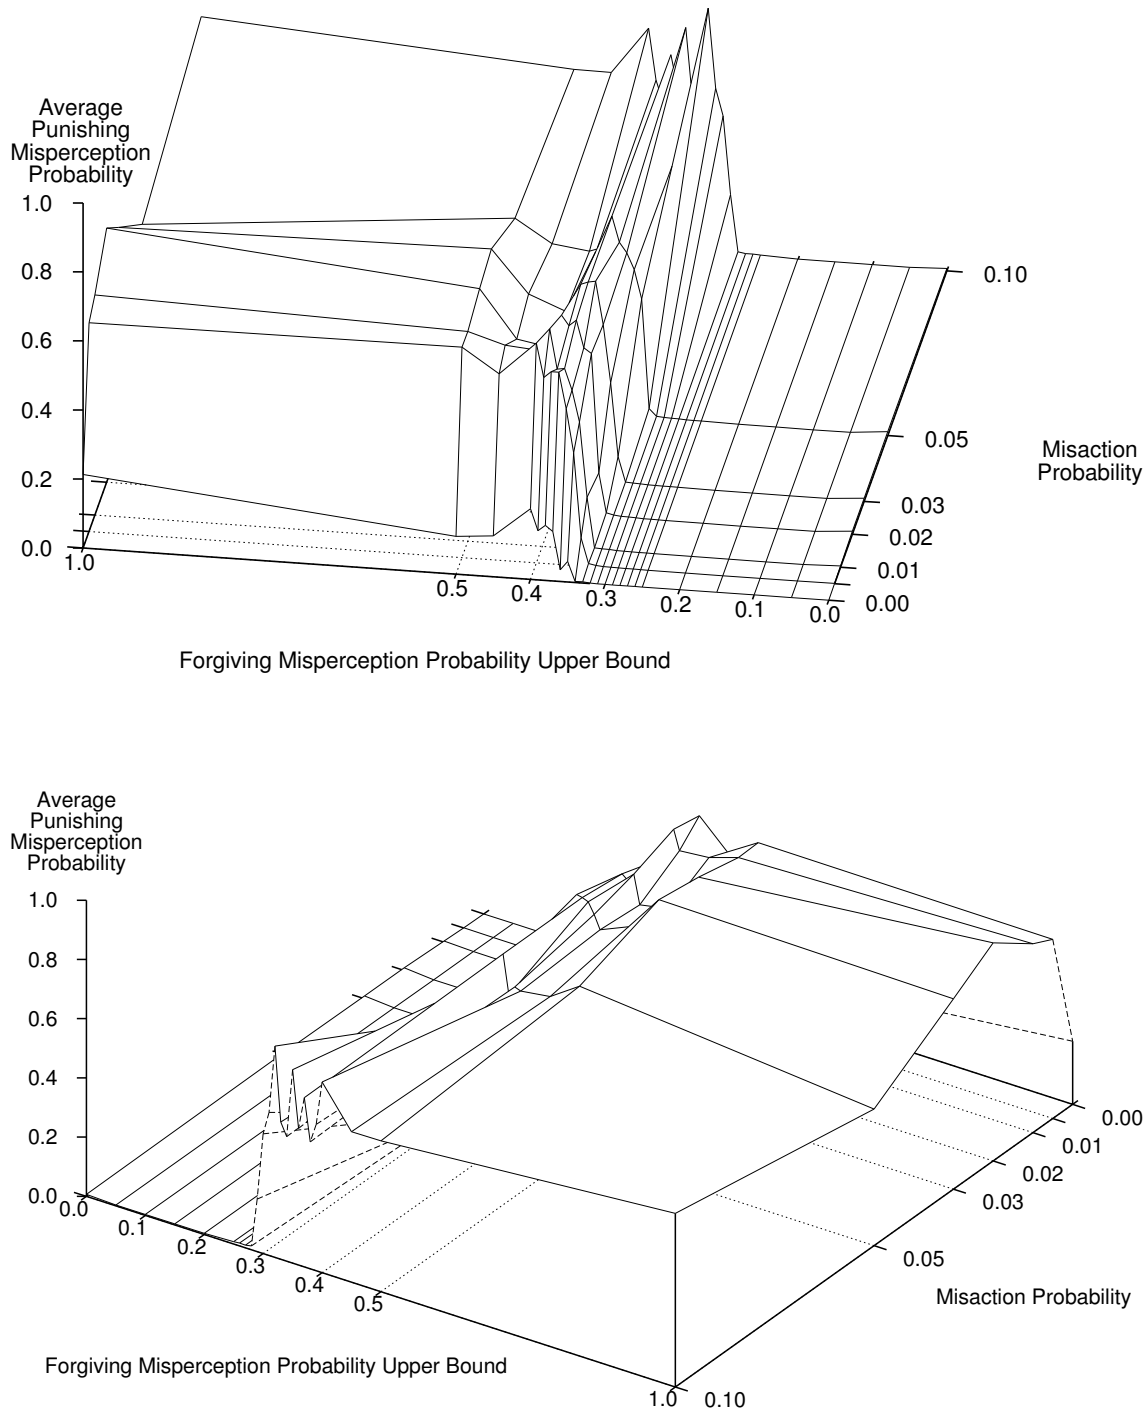 Average
Punishing
Misperception
Probability
1.0
0.8
0.6
0.4
0.2
0.0
1.0
0.5
0.4
0.3
0.2
0.1
0.0
0.10
0.05
0.03
0.02
0.01
0.00
Misaction
Probability
Forgiving Misperception Probability Upper Bound
Average
Punishing
Misperception
Probability
1.0
0.8
0.6
0.4
0.2
0.0
0.0
0.1
0.2
0.3
0.4
0.5
1.0
0.10
0.05
0.03
0.02
0.01
0.00
Misaction Probability
Forgiving Misperception Probability Upper Bound